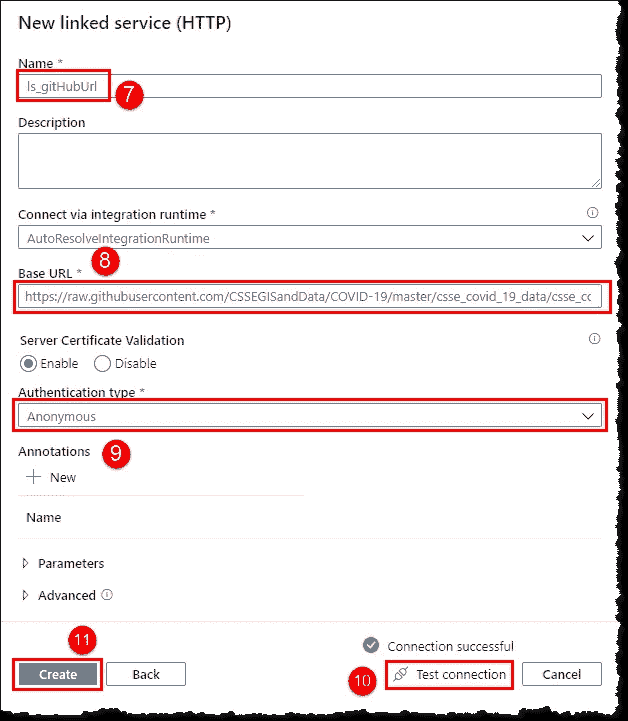 New linked service (HTTP)
Name *
ls_gitHubUrl
7
Description
Connect via integration runtime *
AutoResolveIntegrationRuntime
8
Base URL *
https://raw.githubusercontent.com/CSSEGISandData/COVID-19/master/csse_covid_19_data/csse_cc
Server Certificate Validation
Enable Disable
Authentication type *
Anonymous
Annotations 9
New
Name
Parameters
Advanced
11
Connection successful
Create Back 10 Test connection Cancel